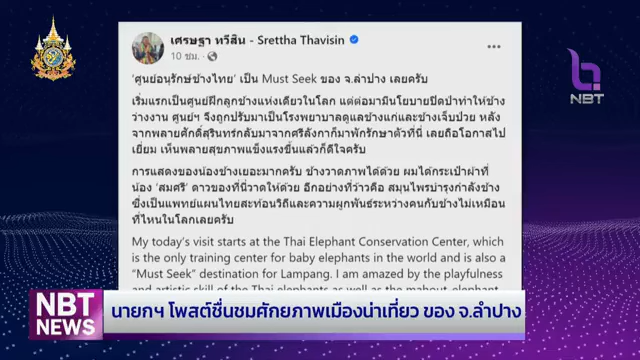 เศรษฐา ทวีสิน - Srettha Thavisin
10 ชม.
NBT
'ศูนย์อนุรักษ์ช้างไทย' เป็น Must Seek ของ จ.ลำปาง เลยครับ
เริ่มแรกเป็นศูนย์ฝึกลูกช้างแห่งเดียวในโลก แต่ต่อมามีนโยบายปิดป่าทำให้ช้าง
ว่างงาน ศูนย์ฯ จึงถูกปรับมาเป็นโรงพยาบาลดูแลช้างแก่และช้างเจ็บป่วย หลัง
จากพลายศักดิ์สุรินทร์กลับมาจากศรีลังกาก็มาพักรักษาตัวที่นี่ เลยถือโอกาสไป
เยี่ยม เห็นพลายสุขภาพแข็งแรงขึ้นแล้วก็ดีใจครับ
การแสดงของน้องช้างเยอะมากครับ ช้างวาดภาพได้ด้วย ผมได้กระเป๋าผ้าที่
น้อง 'สมศรี' ดาวของที่นี่วาดให้ด้วย อีกอย่างที่ว้าวคือ สมุนไพรบำรุงกำลังช้าง
ซึ่งเป็นแพทย์แผนไทยสะท้อนวิถีและความผูกพันธ์ระหว่างคนกับช้างไม่เหมือน
ที่ไหนในโลกเลยครับ
My today's visit starts at the Thai Elephant Conservation Center, which
is the only training center for baby elephants in the world and is also a
"Must Seek" destination for Lampang. I am amazed by the playfulness
and artistic skill of the Thai elephants as well as the mahout-elephant
NBT
NEWS
นายกฯ โพสต์ชื่นชมศักยภาพเมืองน่าเที่ยว ของ จ.ลำปาง